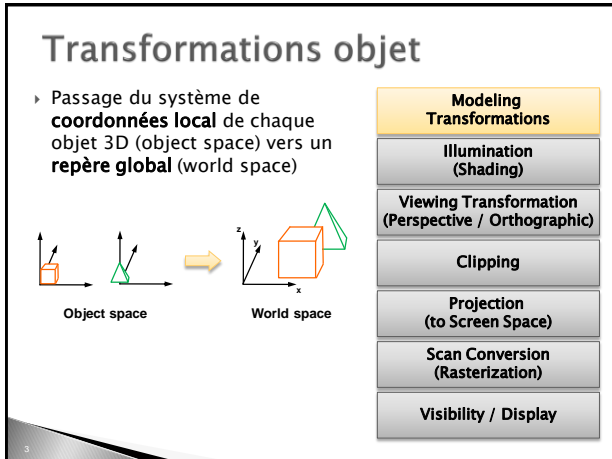 Transformations objet
Passage du système de
coordonnées local de chaque
objet 3D (object space) vers un
repère global (world space)
z
y
x
Object space
World space
Modeling
Transformations
Illumination
(Shading)
Viewing Transformation
(Perspective / Orthographic)
Clipping
Projection
(to Screen Space)
Scan Conversion
(Rasterization)
Visibility / Display
3